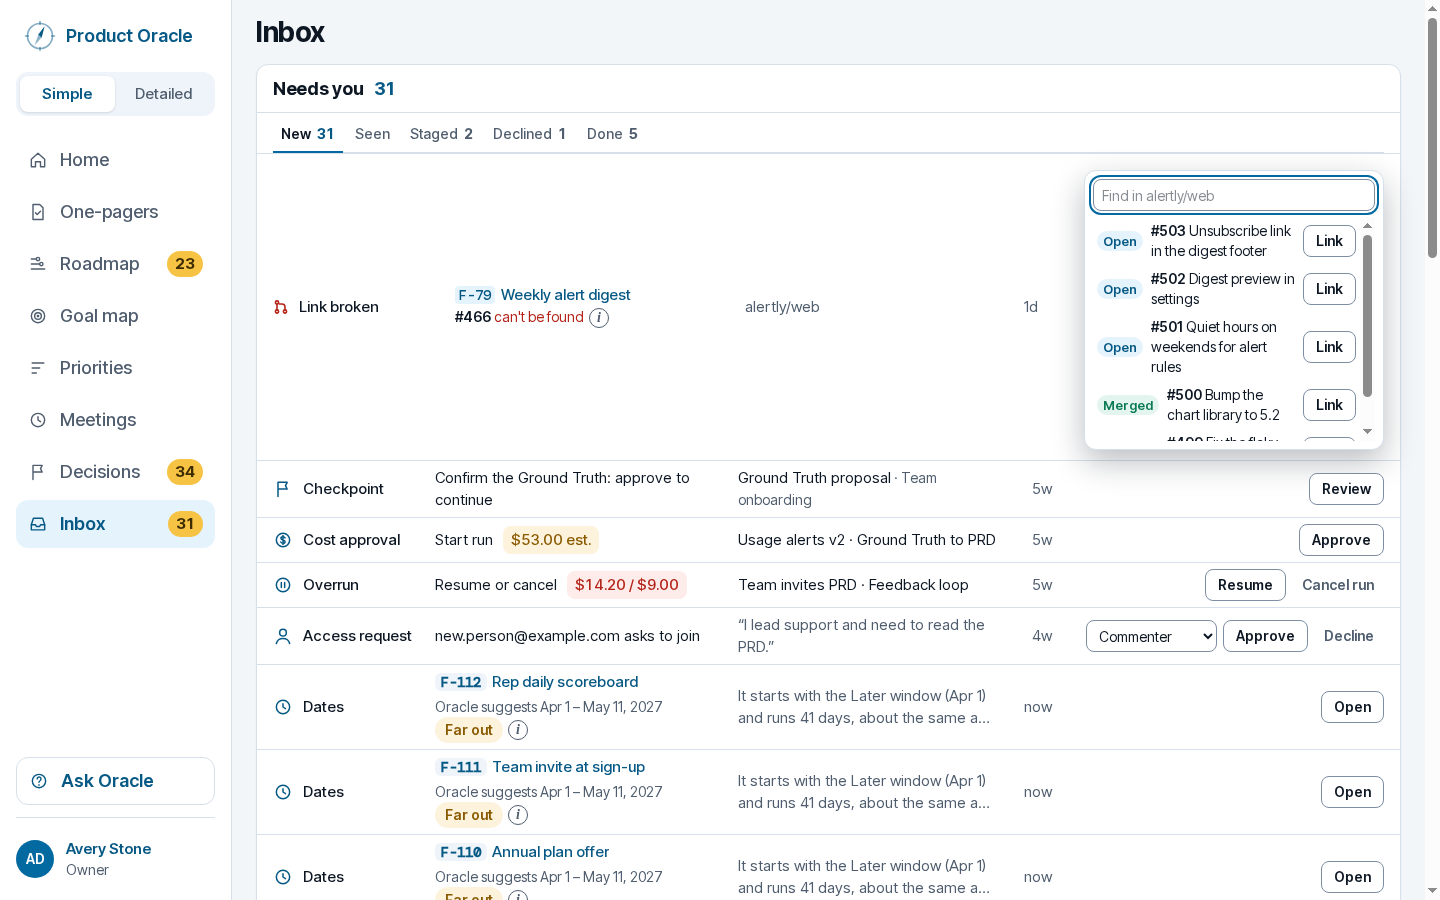 Product Oracle
Simple
Detailed
Home
One-pagers
Roadmap 23
Goal map
Priorities
Meetings
Decisions 34
Inbox 31
Ask Oracle
AD
Avery Stone
Owner
Inbox
Needs you 31
New 31
Seen
Staged 2
Declined 1
Done 5
Link broken
F-79 Weekly alert digest
#466 can't be found i
alertly/web
1d
Find in alertly/web
Open
#503 Unsubscribe link
in the digest footer
Link
Open
#502 Digest preview in
settings
Link
Open
#501 Quiet hours on
weekends for alert
rules
Link
Merged
#500 Bump the
chart library to 5.2
Link
Checkpoint
Confirm the Ground Truth: approve to
continue
Ground Truth proposal · Team
onboarding
5w
Review
Cost approval
Start run $53.00 est.
Usage alerts v2 · Ground Truth to PRD
5w
Approve
Overrun
Resume or cancel $14.20 / $9.00
Team invites PRD · Feedback loop
5w
Resume
Cancel run
Access request
new.person@example.com asks to join
“I lead support and need to read the
PRD.”
4w
Commenter
Approve
Decline
Dates
F-112 Rep daily scoreboard
Oracle suggests Apr 1 – May 11, 2027
Far out i
It starts with the Later window (Apr 1)
and runs 41 days, about the same a…
now
Open
Dates
F-111 Team invite at sign-up
Oracle suggests Apr 1 – May 11, 2027
Far out i
It starts with the Later window (Apr 1)
and runs 41 days, about the same a…
now
Open
Dates
F-110 Annual plan offer
Oracle suggests Apr 1 – May 11, 2027
Far out i
It starts with the Later window (Apr 1)
and runs 41 days, about the same a…
now
Open